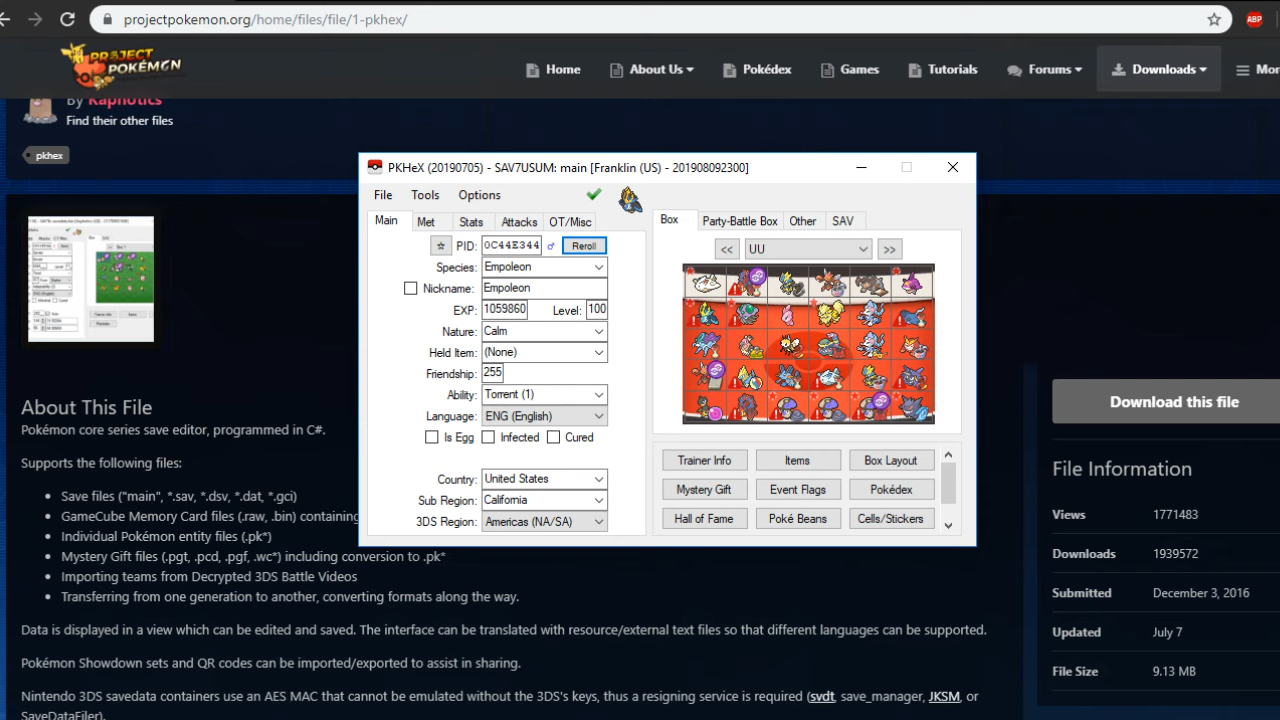 projectpokemon.org/home/files/file/1-pkhex/
ABP
PROJECT
POKÉMON
Home
About Us
Pokédex
Games
Tutorials
Forums
Downloads
Mor
By Kaphotics
Find their other files
pkhex
PKHeX (20190705) - SAV7USUM: main [Franklin (US) - 201908092300]
File
Tools
Options
Main
Met
Stats
Attacks
OT/Misc
PID: 0C44E344
Reroll
Species: Empoleon
Nickname: Empoleon
EXP: 1059860 Level: 100
Nature: Calm
Held Item: (None)
Friendship: 255
Ability: Torrent (1)
Language: ENG (English)
Is Egg
Infected
Cured
Country: United States
Sub Region: California
3DS Region: Americas (NA/SA)
Box
Party-Battle Box
Other
SAV
<<
UU
>>
Trainer Info
Items
Box Layout
Mystery Gift
Event Flags
Pokédex
Hall of Fame
Poké Beans
Cells/Stickers
About This File
Pokémon core series save editor, programmed in C#.
Supports the following files:
Save files ("main", *.sav, *.dsv, *.dat, *.gci)
GameCube Memory Card files (.raw, .bin) containing
Individual Pokémon entity files (.pk*)
Mystery Gift files (.pgt, .pcd, .pgf, .wc*) including conversion to .pk*
Importing teams from Decrypted 3DS Battle Videos
Transferring from one generation to another, converting formats along the way.
Data is displayed in a view which can be edited and saved. The interface can be translated with resource/external text files so that different languages can be supported.
Pokémon Showdown sets and QR codes can be imported/exported to assist in sharing.
Nintendo 3DS savedata containers use an AES MAC that cannot be emulated without the 3DS's keys, thus a resigning service is required (svdt, save_manager, JKSM, or
SaveDataFiler).
Download this file
File Information
Views 1771483
Downloads 1939572
Submitted December 3, 2016
Updated July 7
File Size 9.13 MB